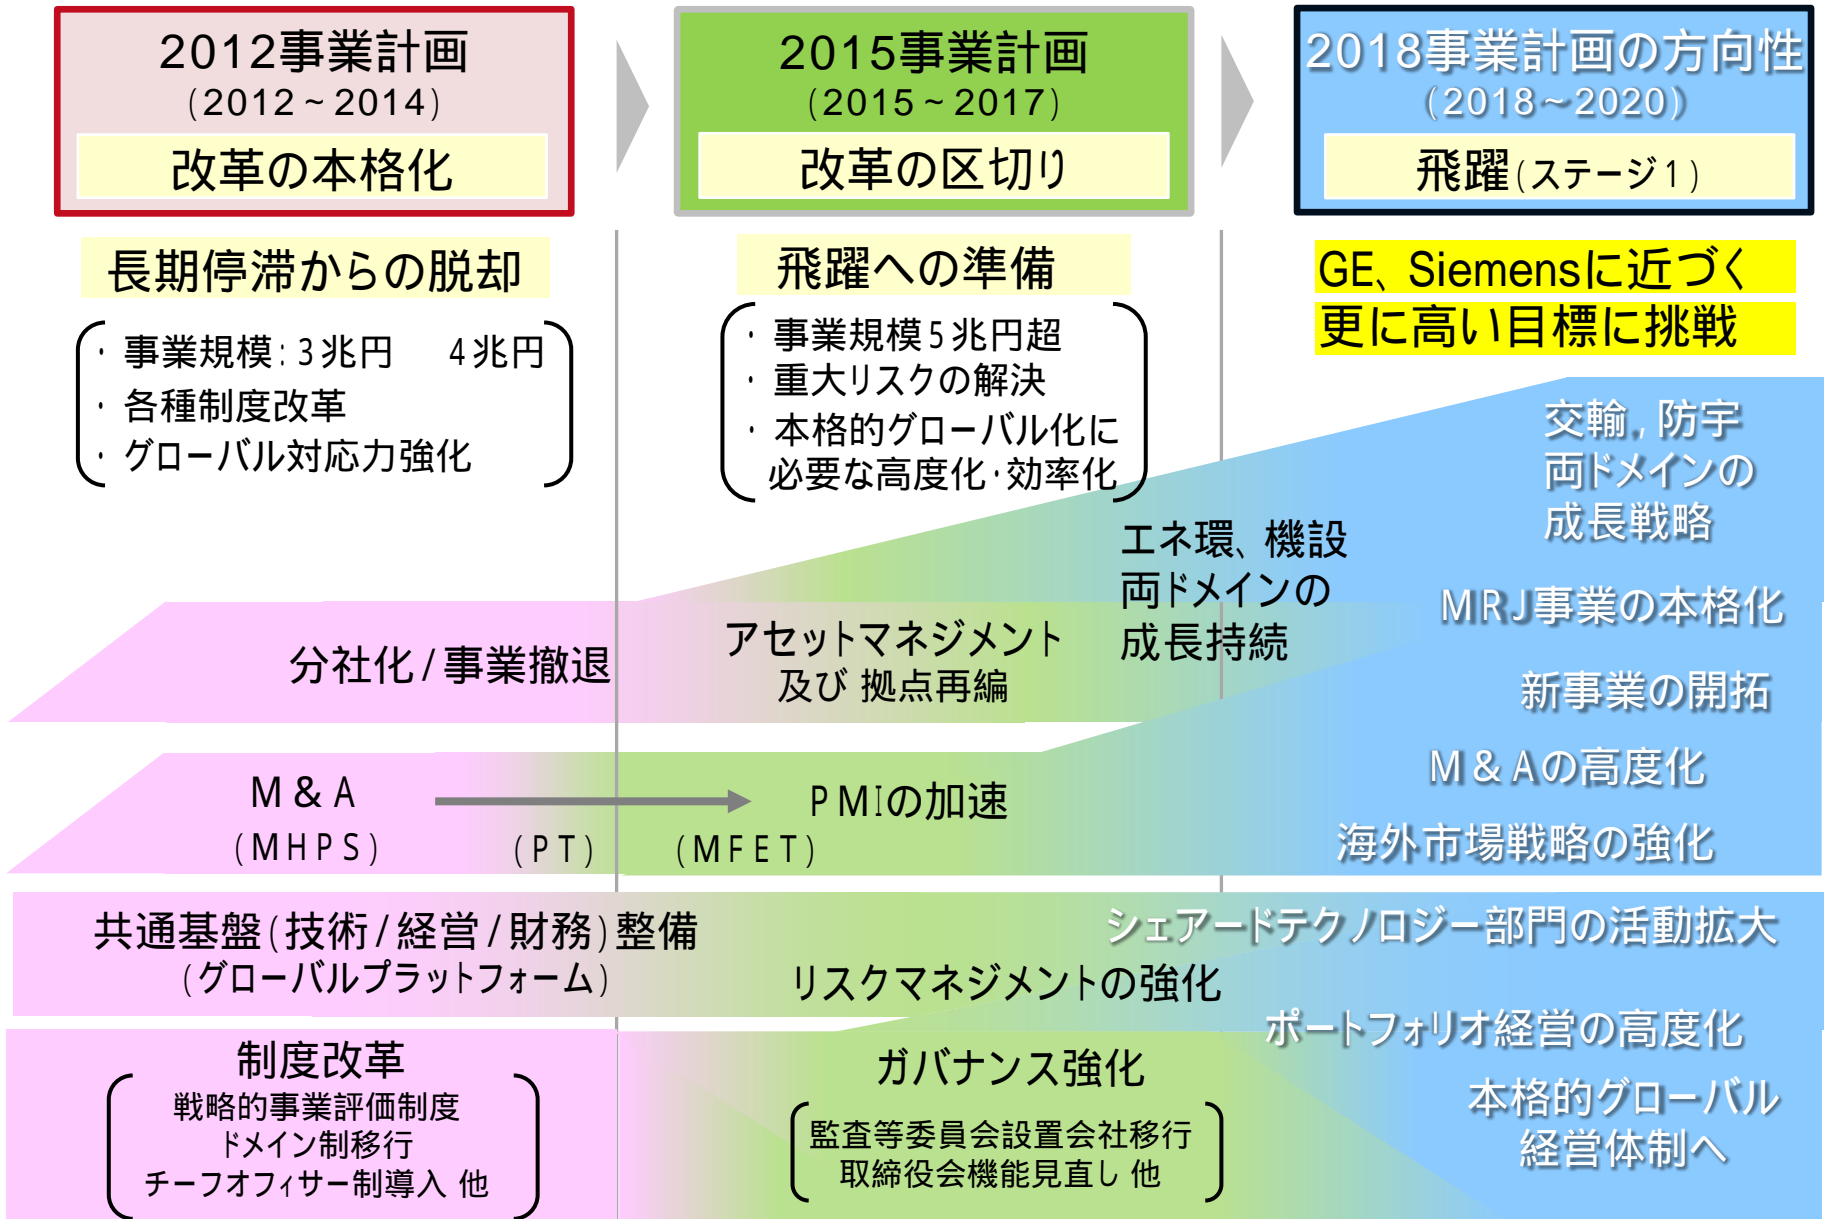 2012事業計画
(2012~2014)
改革の本格化
2015事業計画
(2015~2017)
改革の区切り
2018事業計画の方向性
(2018~2020)
飛躍(ステージ1)
長期停滞からの脱却
・事業規模:3兆円 4兆円
・各種制度改革
・グローバル対応力強化
飛躍への準備
・事業規模5兆円超
・重大リスクの解決
・本格的グローバル化に
必要な高度化・効率化
GE、Siemensに近づく
更に高い目標に挑戦
交輸,防宇
両ドメインの
成長戦略
エネ環、機設
両ドメインの
成長持続
MRJ事業の本格化
分社化/事業撤退
アセットマネジメント
及び 拠点再編
新事業の開拓
M&A
(MHPS)
(PT)
(MFET)
PMIの加速
M&Aの高度化
海外市場戦略の強化
共通基盤(技術/経営/財務)整備
(グローバルプラットフォーム)
シェアードテクノロジー部門の活動拡大
リスクマネジメントの強化
ポートフォリオ経営の高度化
制度改革
戦略的事業評価制度
ドメイン制移行
チーフオフィサー制導入 他
ガバナンス強化
監査等委員会設置会社移行
取締役会機能見直し 他
本格的グローバル
経営体制へ